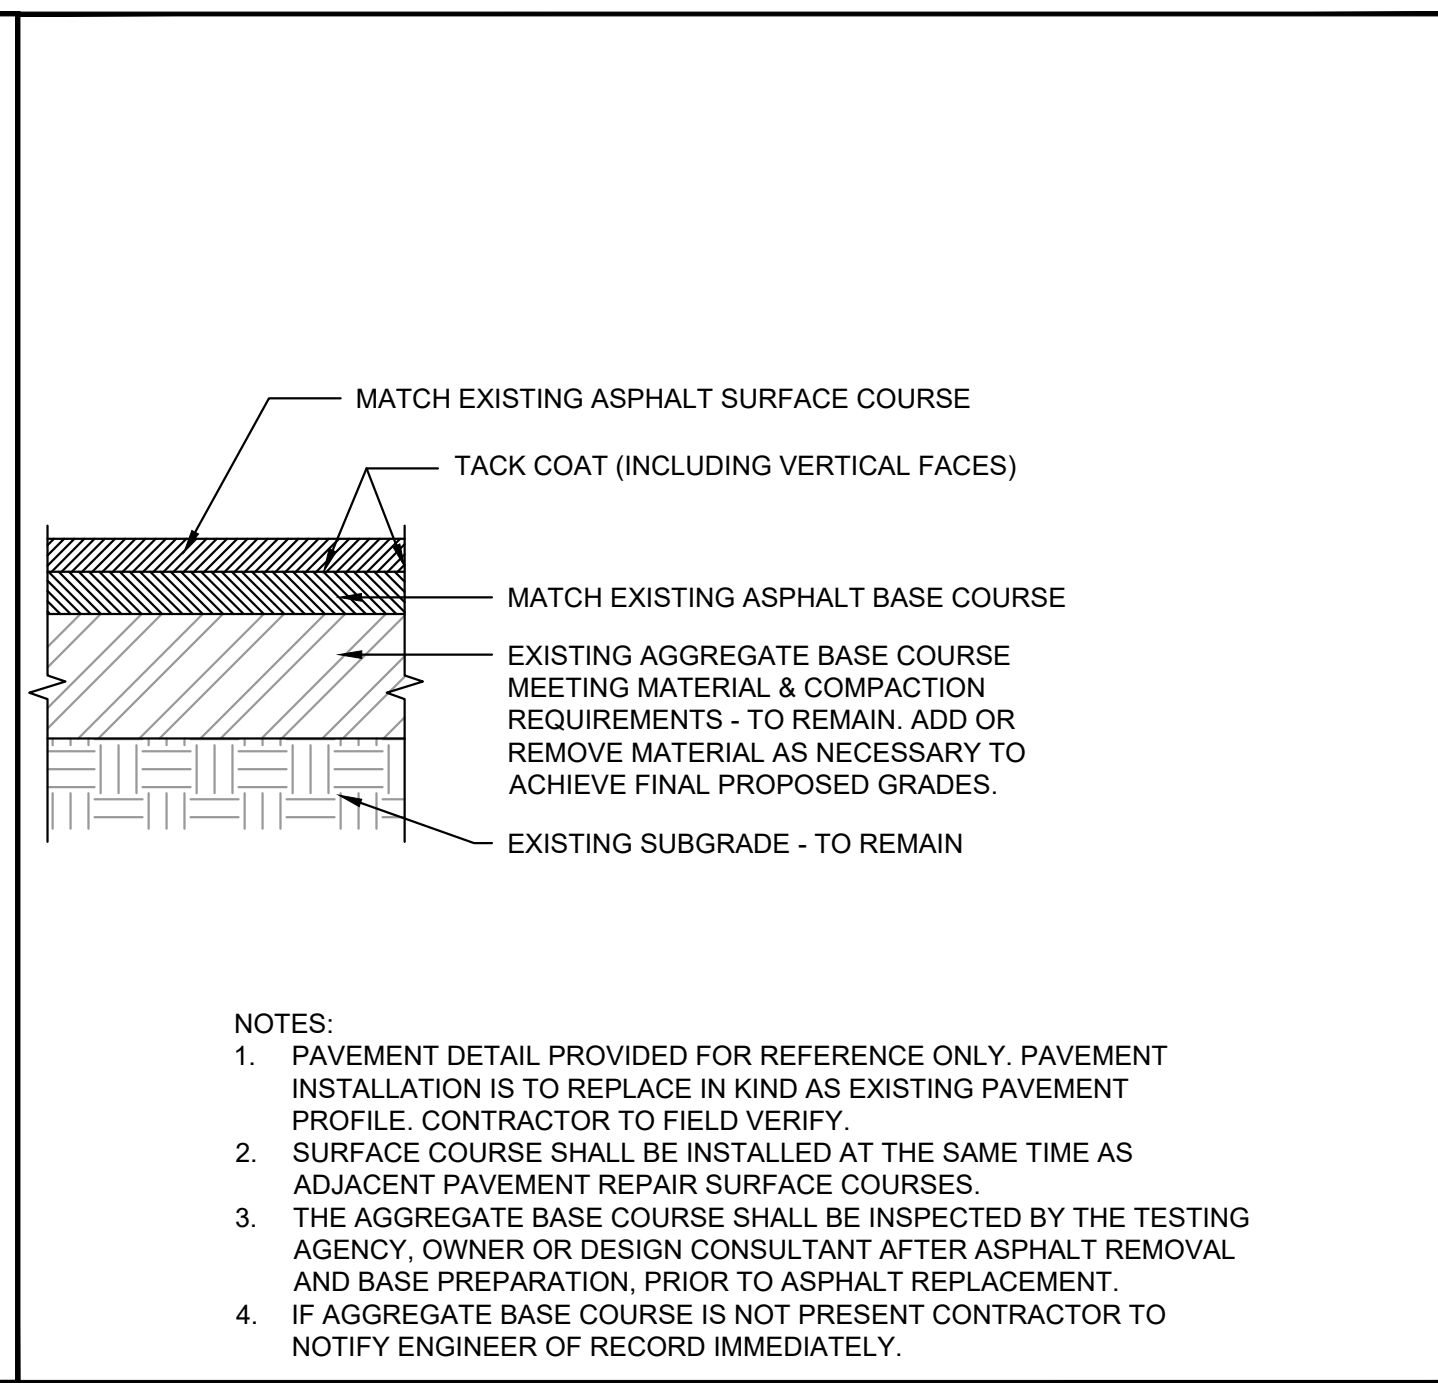 MATCH EXISTING ASPHALT SURFACE COURSE
TACK COAT (INCLUDING VERTICAL FACES)
MATCH EXISTING ASPHALT BASE COURSE
EXISTING AGGREGATE BASE COURSE
MEETING MATERIAL & COMPACTION
REQUIREMENTS - TO REMAIN. ADD OR
REMOVE MATERIAL AS NECESSARY TO
ACHIEVE FINAL PROPOSED GRADES.
EXISTING SUBGRADE - TO REMAIN
NOTES:
1. PAVEMENT DETAIL PROVIDED FOR REFERENCE ONLY. PAVEMENT
INSTALLATION IS TO REPLACE IN KIND AS EXISTING PAVEMENT
PROFILE. CONTRACTOR TO FIELD VERIFY.
2. SURFACE COURSE SHALL BE INSTALLED AT THE SAME TIME AS
ADJACENT PAVEMENT REPAIR SURFACE COURSES.
3. THE AGGREGATE BASE COURSE SHALL BE INSPECTED BY THE TESTING
AGENCY, OWNER OR DESIGN CONSULTANT AFTER ASPHALT REMOVAL
AND BASE PREPARATION, PRIOR TO ASPHALT REPLACEMENT.
4. IF AGGREGATE BASE COURSE IS NOT PRESENT CONTRACTOR TO
NOTIFY ENGINEER OF RECORD IMMEDIATELY.